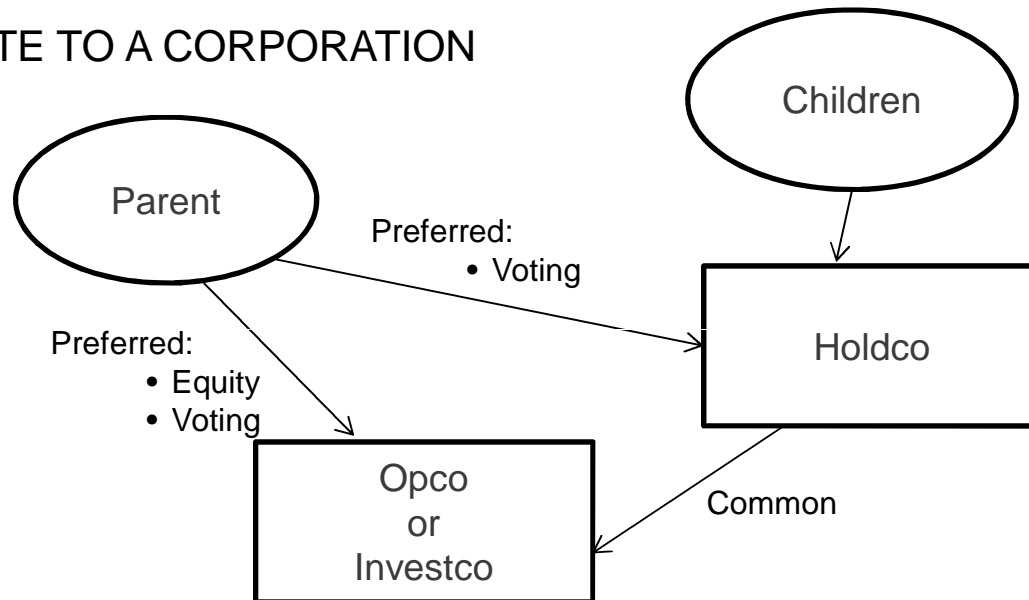 TE TO A CORPORATION
Children
Parent
Preferred:
• Voting
Holdco
Preferred:
• Equity
• Voting
Opco
or
Investco
Common